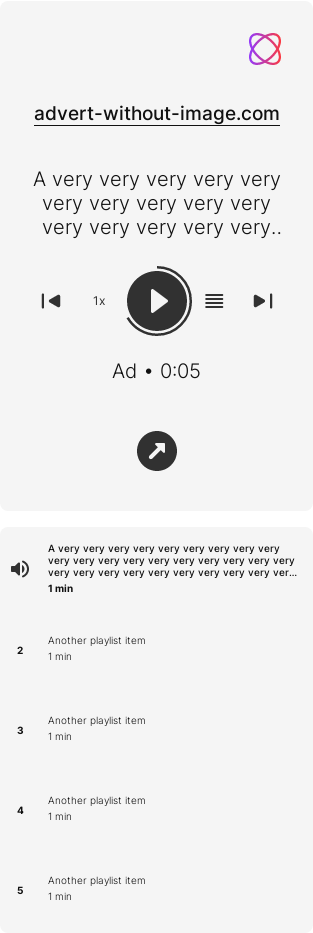 advert-without-image.com
A very very very very very
very very very very very
very very very very very..
1x
Ad • 0:05
A very very very very very very very very
very very very very very very very very very
very very very very very very very very ver...
1 min
2
Another playlist item
1 min
3
Another playlist item
1 min
4
Another playlist item
1 min
5
Another playlist item
1 min